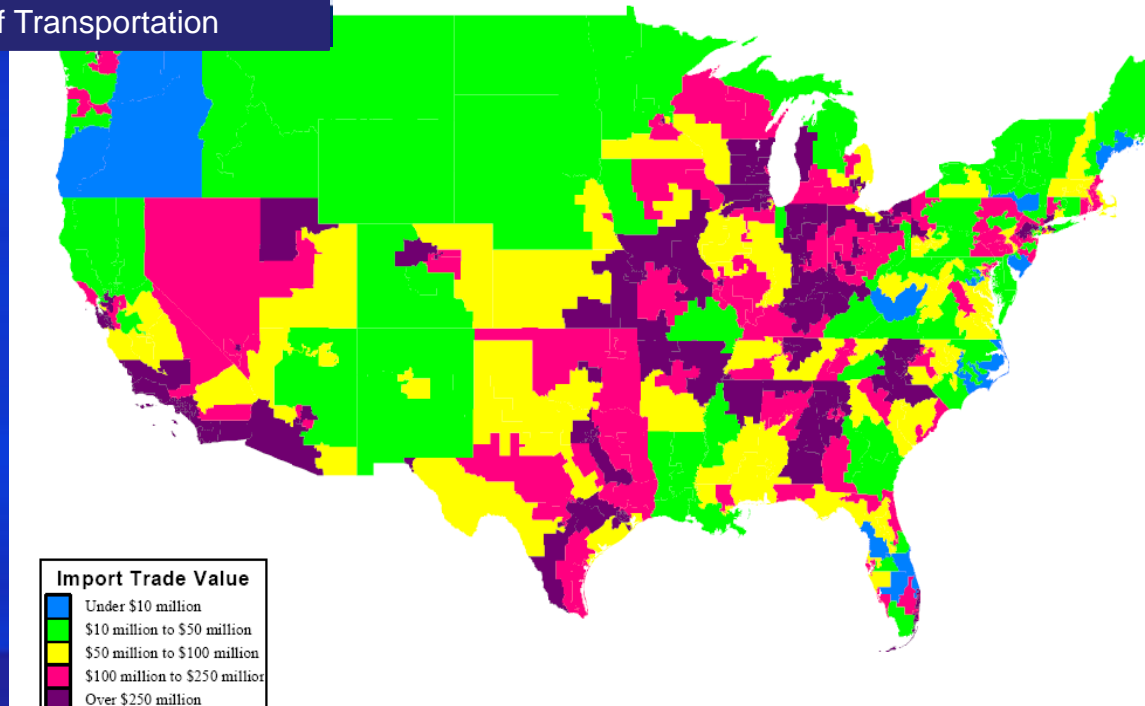 f Transportation
Import Trade Value
Under $10 million
$10 million to $50 million
$50 million to $100 million
$100 million to $250 million
Over $250 million